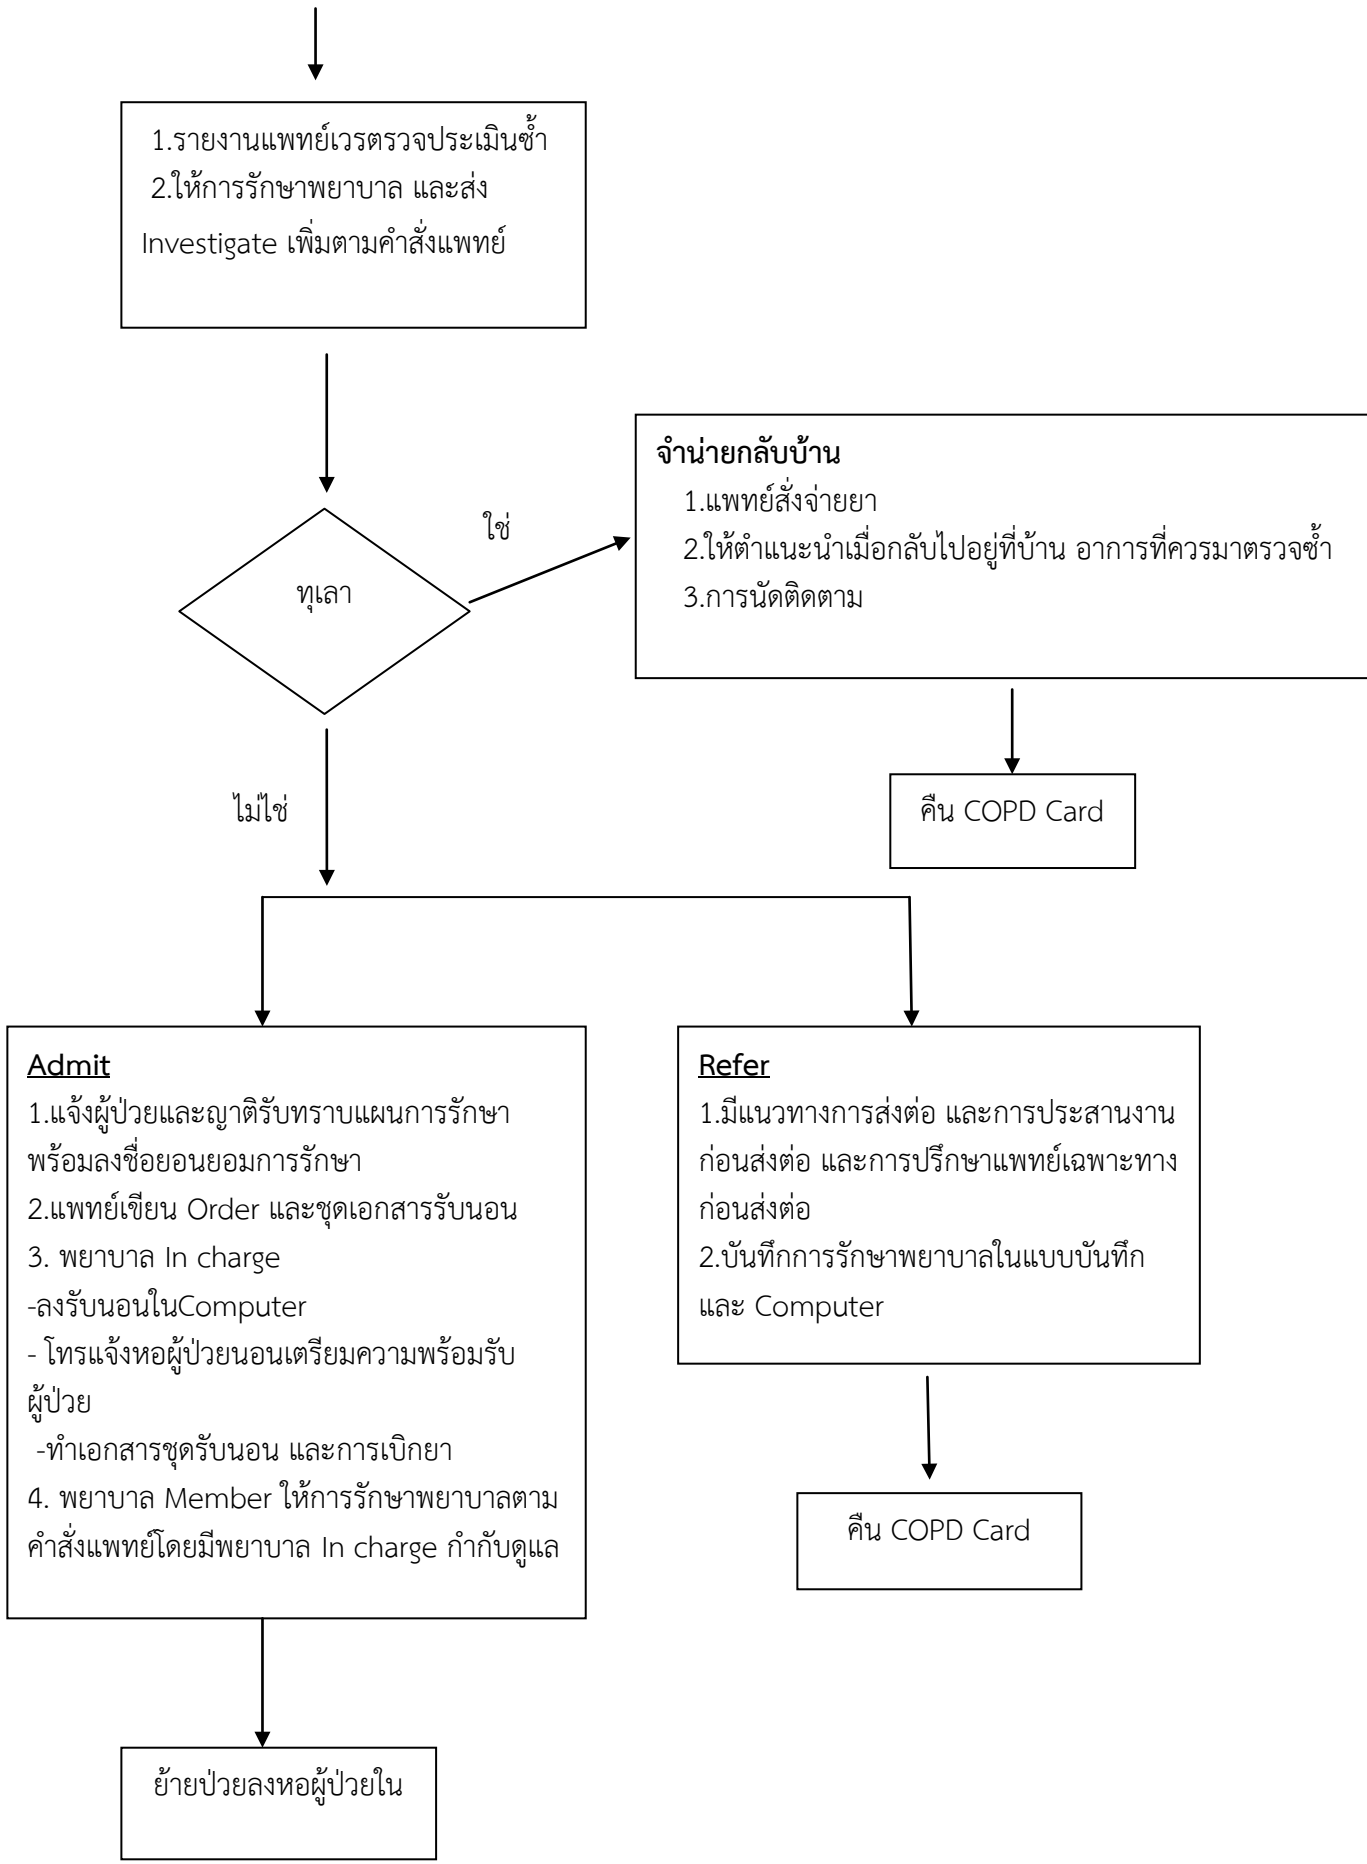 1.รายงานแพทย์เวรตรวจประเมินซ้ำ
2.ให้การรักษาพยาบาล และส่ง
Investigate เพิ่มตามคำสั่งแพทย์
จำน่ายกลับบ้าน
1.แพทย์สั่งจ่ายยา
2.ให้ตำแนะนำเมื่อกลับไปอยู่ที่บ้าน อาการที่ควรมาตรวจซ้ำ
3.การนัดติดตาม
ใช่
ทุเลา
ไม่ไช่
คืน COPD Card
Admit
1.แจ้งผู้ป่วยและญาติรับทราบแผนการรักษา
พร้อมลงชื่อยอนยอมการรักษา
2.แพทย์เขียน Order และชุดเอกสารรับนอน
3. พยาบาล In charge
-ลงรับนอนในComputer
- โทรแจ้งหอผู้ป่วยนอนเตรียมความพร้อมรับ
ผู้ป่วย
-ทำเอกสารชุดรับนอน และการเบิกยา
4. พยาบาล Member ให้การรักษาพยาบาลตาม
คำสั่งแพทย์โดยมีพยาบาล In charge กำกับดูแล
Refer
1.มีแนวทางการส่งต่อ และการประสานงาน
ก่อนส่งต่อ และการปรึกษาแพทย์เฉพาะทาง
ก่อนส่งต่อ
2.บันทึกการรักษาพยาบาลในแบบบันทึก
และ Computer
คืน COPD Card
ย้ายป่วยลงหอผู้ป่วยใน